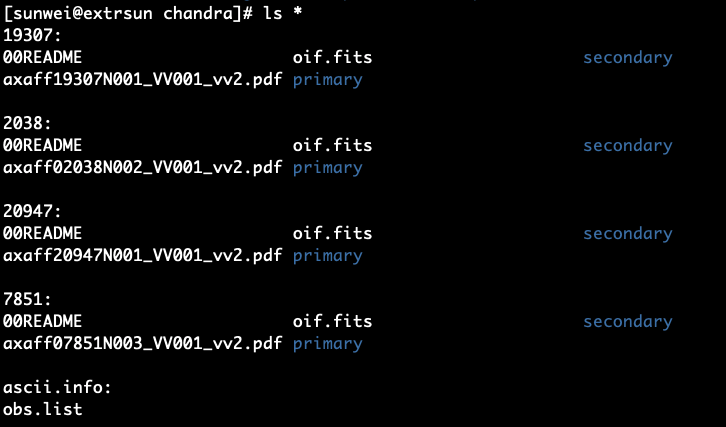 [sunwei@extrsun chandra]# ls *
19307:
00README oif.fits secondary
axaff19307N001_VV001_vv2.pdf primary
2038:
00README oif.fits secondary
axaff02038N002_VV001_vv2.pdf primary
20947:
00README oif.fits secondary
axaff20947N001_VV001_vv2.pdf primary
7851:
00README oif.fits secondary
axaff07851N003_VV001_vv2.pdf primary
ascii.info:
obs.list